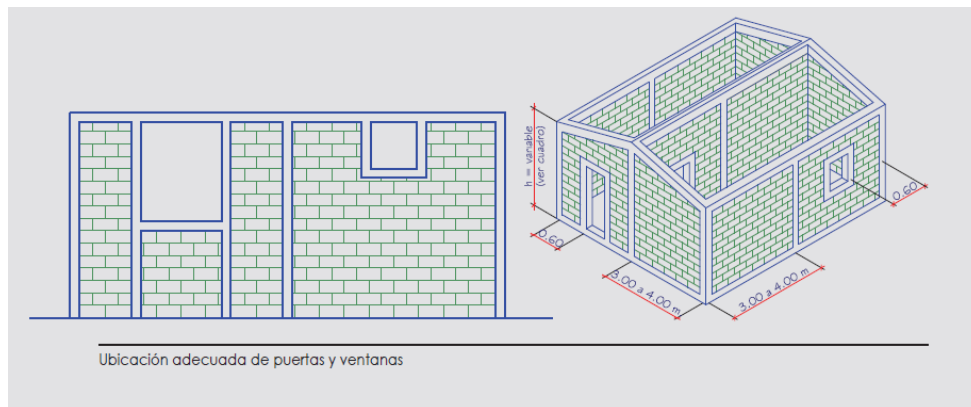 h = variable
(ver cuadro)
0.60
3.00 a 4.00 m
3.00 a 4.00 m
0.60
Ubicación adecuada de puertas y ventanas